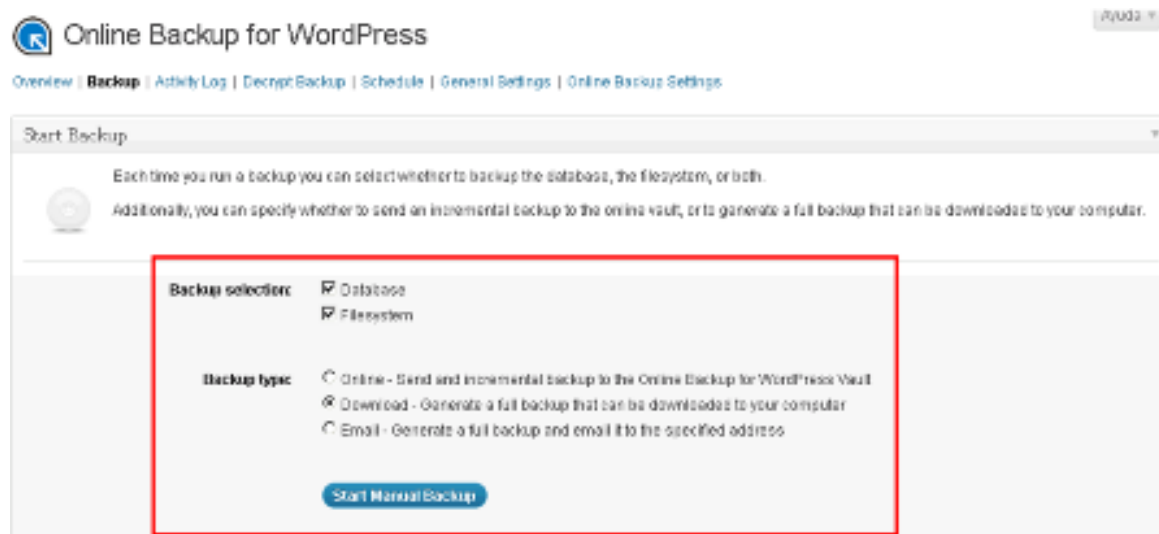 Ayuda
Online Backup for WordPress
Overview | Backup | Activity Log | Decrypt Backup | Schedule | General Settings | Online Backup Settings
Start Backup
Each time you run a backup you can select whether to backup the database, the filesystem, or both.
Additionally, you can specify whether to send an incremental backup to the online vault, or to generate a full backup that can be downloaded to your computer.
Backup selection: Database
Filesystem
Backup type: Online - Send and incremental backup to the Online Backup for WordPress Vault
Download - Generate a full backup that can be downloaded to your computer
Email - Generate a full backup and email it to the specified address
Start Manual Backup